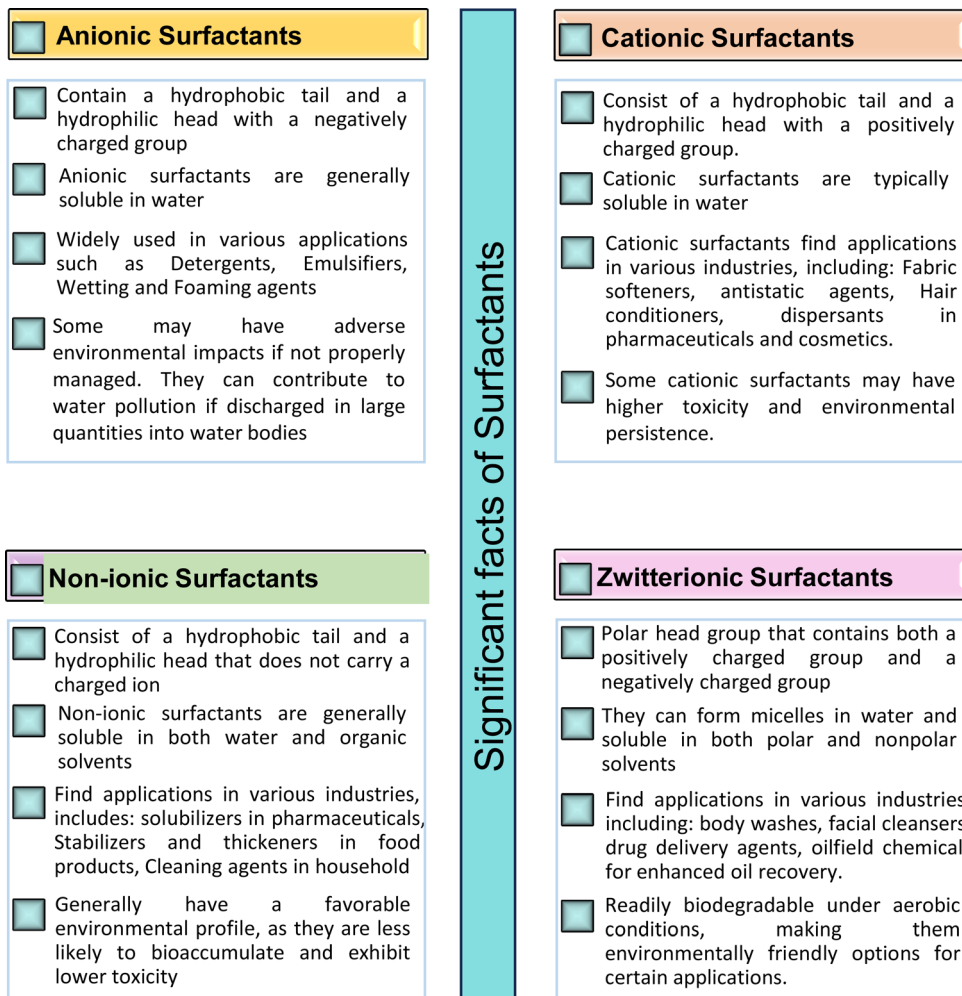 Anionic Surfactants
Contain a hydrophobic tail and a
hydrophilic head with a negatively
charged group
Anionic surfactants are generally
soluble in water
Widely used in various applications
such as Detergents, Emulsifiers,
Wetting and Foaming agents
Some may have adverse
environmental impacts if not properly
managed. They can contribute to
water pollution if discharged in large
quantities into water bodies
Significant facts of Surfactants
Cationic Surfactants
Consist of a hydrophobic tail and a
hydrophilic head with a positively
charged group.
Cationic surfactants are typically
soluble in water
Cationic surfactants find applications
in various industries, including: Fabric
softeners, antistatic agents, Hair
conditioners, dispersants in
pharmaceuticals and cosmetics.
Some cationic surfactants may have
higher toxicity and environmental
persistence.
Non-ionic Surfactants
Consist of a hydrophobic tail and a
hydrophilic head that does not carry a
charged ion
Non-ionic surfactants are generally
soluble in both water and organic
solvents
Find applications in various industries,
includes: solubilizers in pharmaceuticals,
Stabilizers and thickeners in food
products, Cleaning agents in household
Generally have a favorable
environmental profile, as they are less
likely to bioaccumulate and exhibit
lower toxicity
Zwitterionic Surfactants
Polar head group that contains both a
positively charged group and a
negatively charged group
They can form micelles in water and
soluble in both polar and nonpolar
solvents
Find applications in various industries
including: body washes, facial cleansers
drug delivery agents, oilfield chemical
for enhanced oil recovery.
Readily biodegradable under aerobic
conditions, making them
environmentally friendly options for
certain applications.